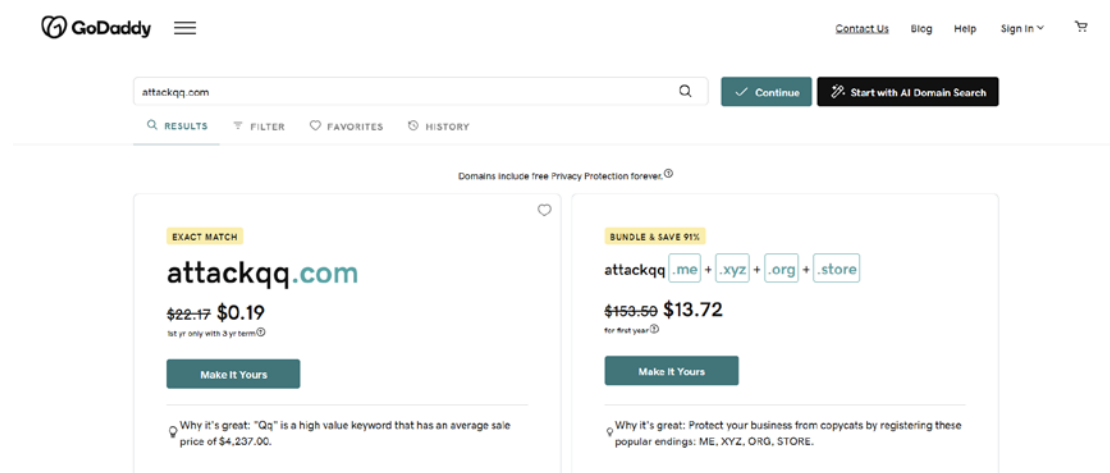 GoDaddy
Contact Us Blog Help Sign In
attackqq.com
Continue
Start with AI Domain Search
RESULTS FILTER FAVORITES HISTORY
Domains include free Privacy Protection forever.
EXACT MATCH
attackqq.com
$22.17 $0.19
1st yr only with 3 yr term
Make It Yours
Why it's great: "Qq" is a high value keyword that has an average sale
price of $4,237.00.
BUNDLE & SAVE 91%
attackqq .me + .xyz + .org + .store
$153.50 $13.72
for first year
Make It Yours
Why it's great: Protect your business from copycats by registering these
popular endings: ME, XYZ, ORG, STORE.